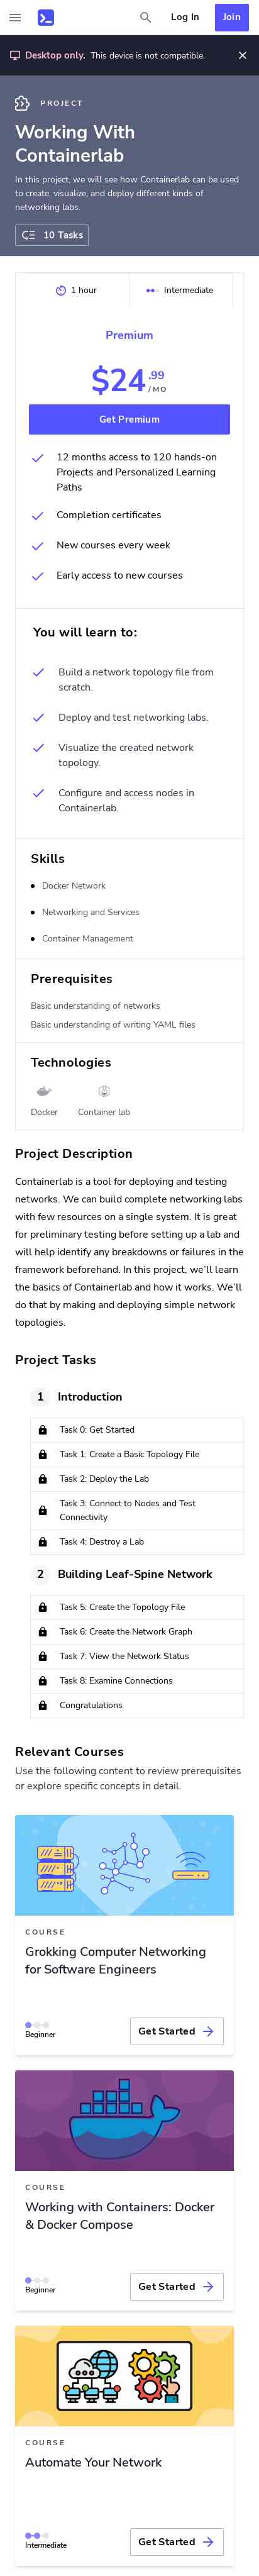 Log In
Join
Desktop only. This device is not compatible.
PROJECT
Working With
Containerlab
In this project, we will see how Containerlab can be used
to create, visualize, and deploy different kinds of
networking labs.
10 Tasks
1 hour
Intermediate
Premium
$24.99
/MO
Get Premium
12 months access to 120 hands-on
Projects and Personalized Learning
Paths
Completion certificates
New courses every week
Early access to new courses
You will learn to:
Build a network topology file from
scratch.
Deploy and test networking labs.
Visualize the created network
topology.
Configure and access nodes in
Containerlab.
Skills
Docker Network
Networking and Services
Container Management
Prerequisites
Basic understanding of networks
Basic understanding of writing YAML files
Technologies
Docker
Container lab
Project Description
Containerlab is a tool for deploying and testing
networks. We can build complete networking labs
with few resources on a single system. It is great
for preliminary testing before setting up a lab and
will help identify any breakdowns or failures in the
framework beforehand. In this project, we’ll learn
the basics of Containerlab and how it works. We’ll
do that by making and deploying simple network
topologies.
Project Tasks
1 Introduction
Task 0: Get Started
Task 1: Create a Basic Topology File
Task 2: Deploy the Lab
Task 3: Connect to Nodes and Test
Connectivity
Task 4: Destroy a Lab
2 Building Leaf-Spine Network
Task 5: Create the Topology File
Task 6: Create the Network Graph
Task 7: View the Network Status
Task 8: Examine Connections
Congratulations
Relevant Courses
Use the following content to review prerequisites
or explore specific concepts in detail.
COURSE
Grokking Computer Networking
for Software Engineers
Beginner
Get Started
COURSE
Working with Containers: Docker
& Docker Compose
Beginner
Get Started
COURSE
Automate Your Network
Intermediate
Get Started